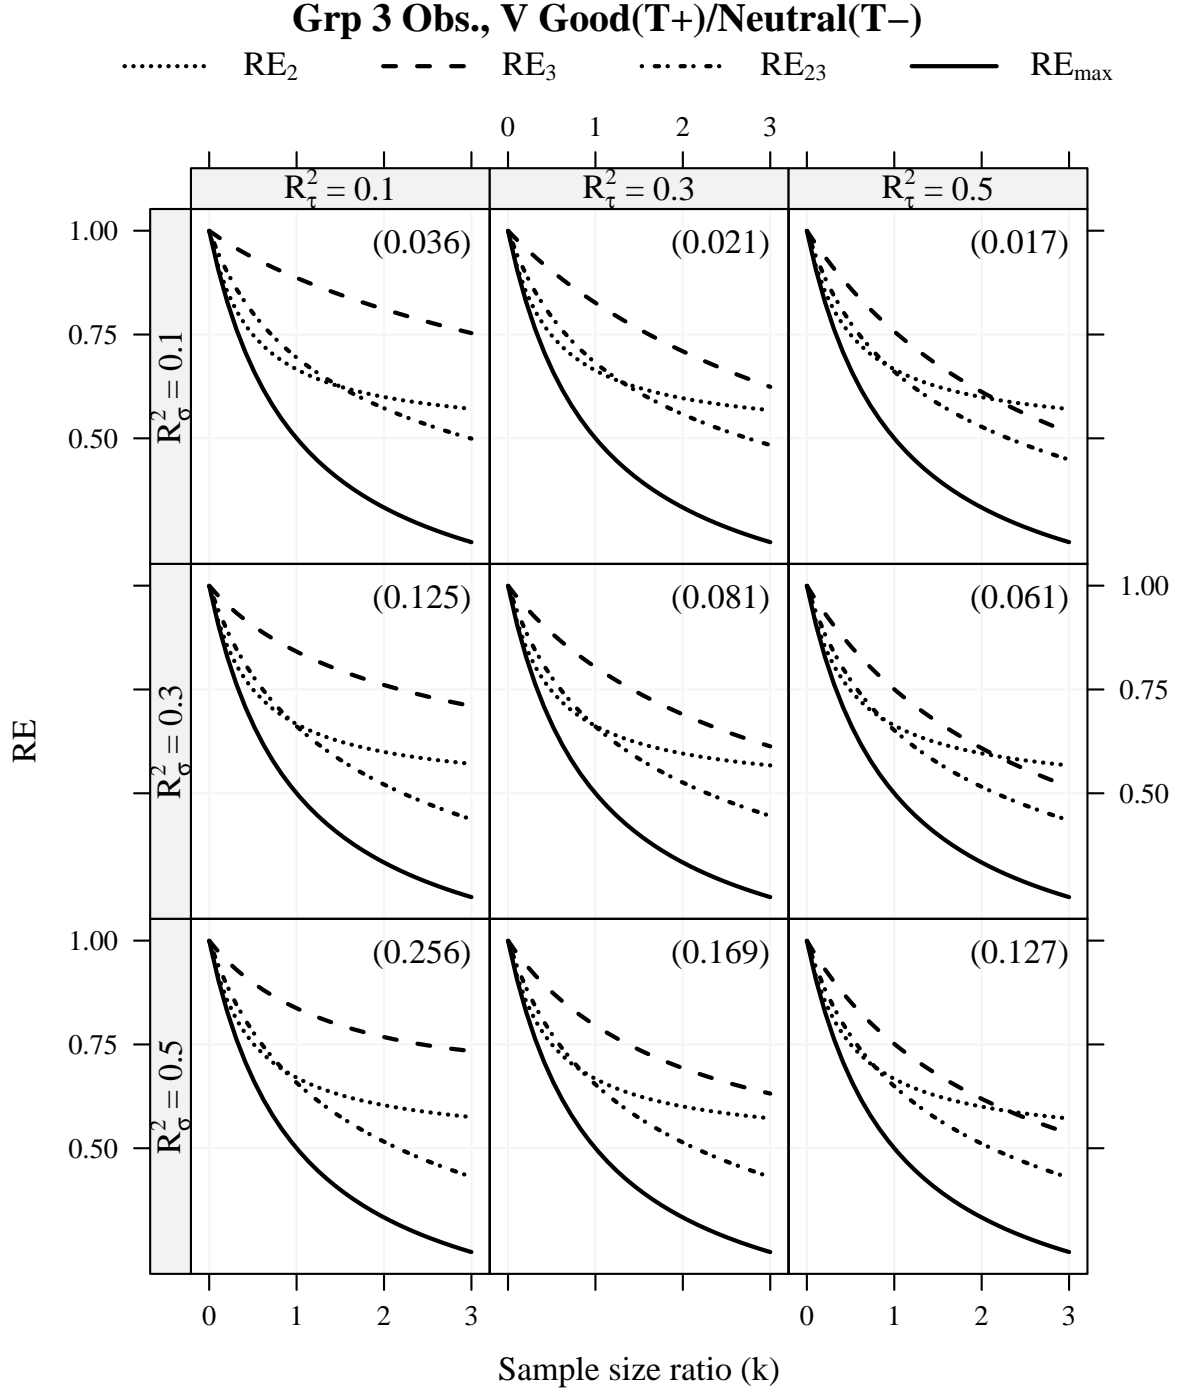 Grp 3 Obs., V Good(T+)/Neutral(T−)
RE₂ RE₃ RE₂₃ REₘₐₓ
0 1 2 3
R²τ = 0.1 R²τ = 0.3 R²τ = 0.5
R²σ = 0.1
1.00 0.75 0.50
(0.036) (0.021) (0.017)
R²σ = 0.3
(0.125) (0.081) (0.061)
1.00 0.75 0.50
R²σ = 0.5
1.00 0.75 0.50
(0.256) (0.169) (0.127)
RE
0 1 2 3 0 1 2 3
Sample size ratio (k)